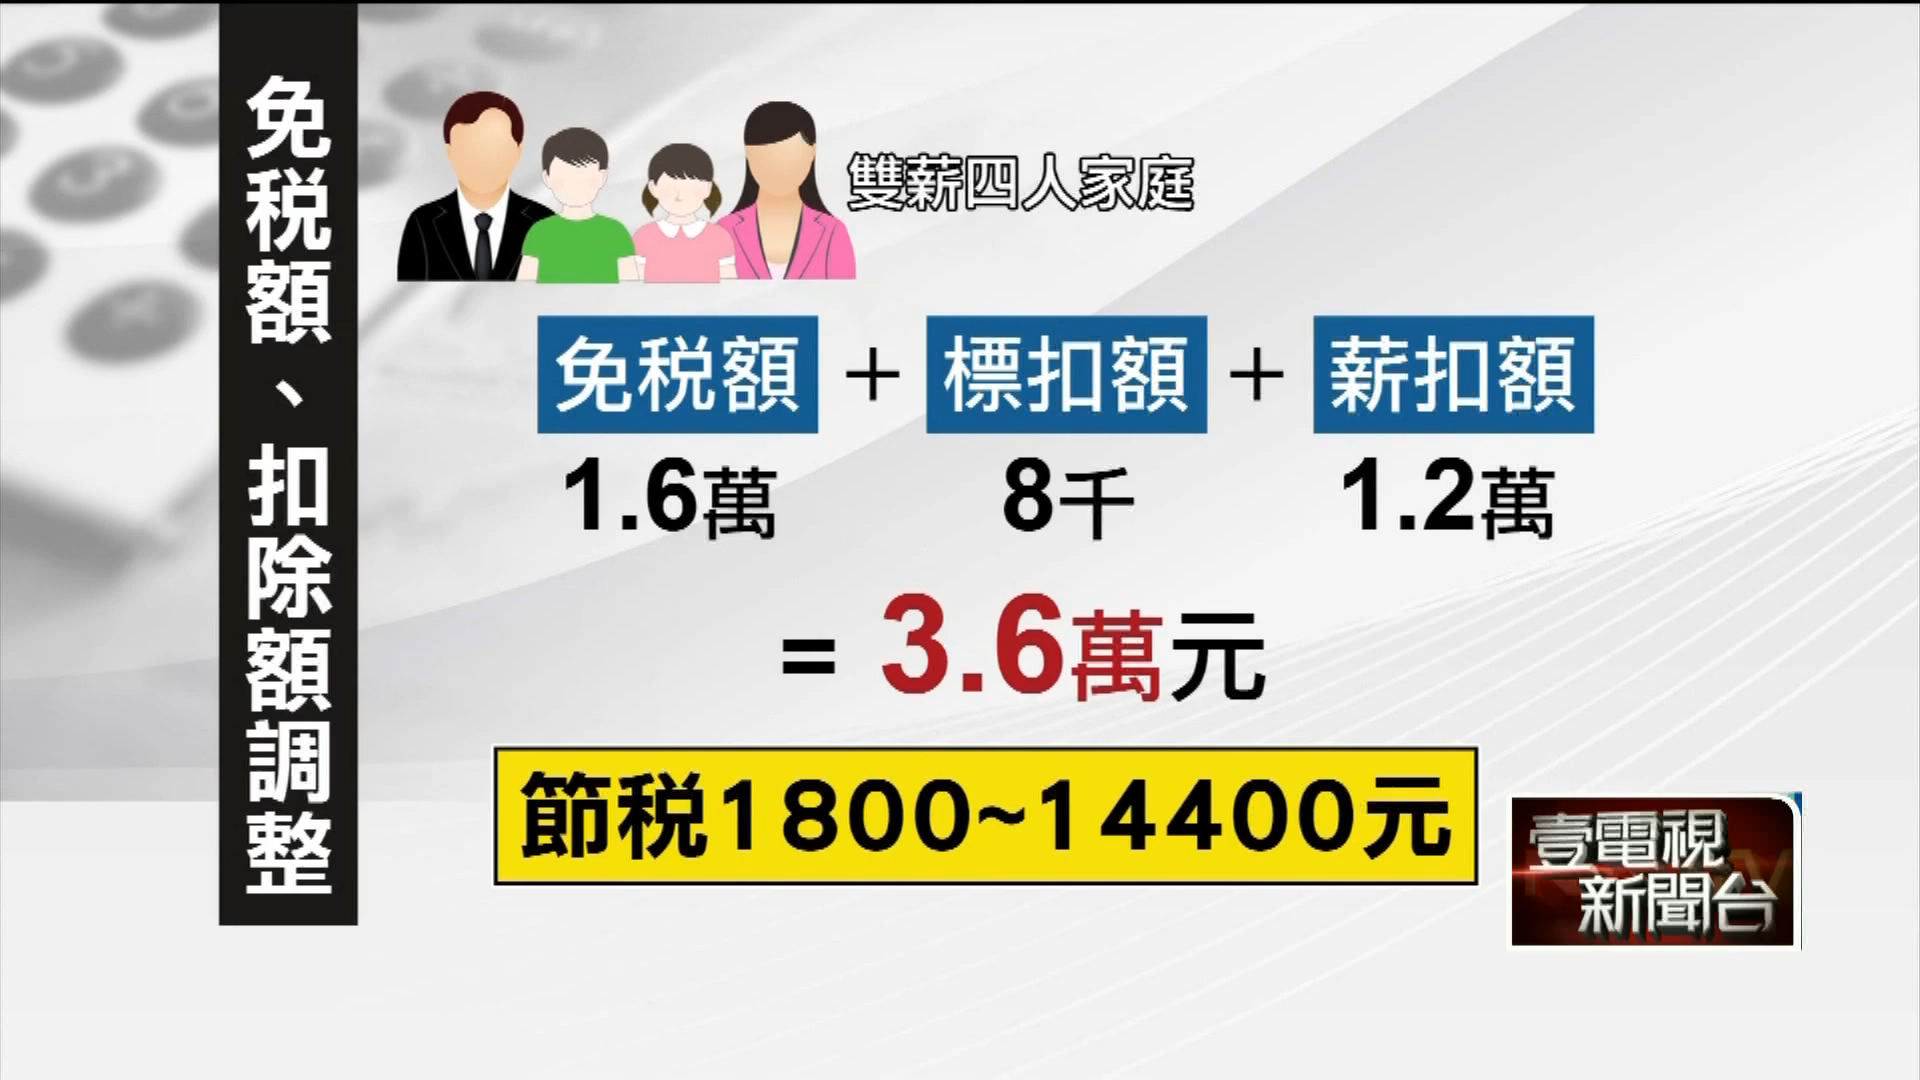 免稅額、扣除額調整
雙薪四人家庭
免稅額 + 標扣額 + 薪扣額
1.6萬 8千 1.2萬
= 3.6萬元
節稅1800~14400元
壹電視
新聞台